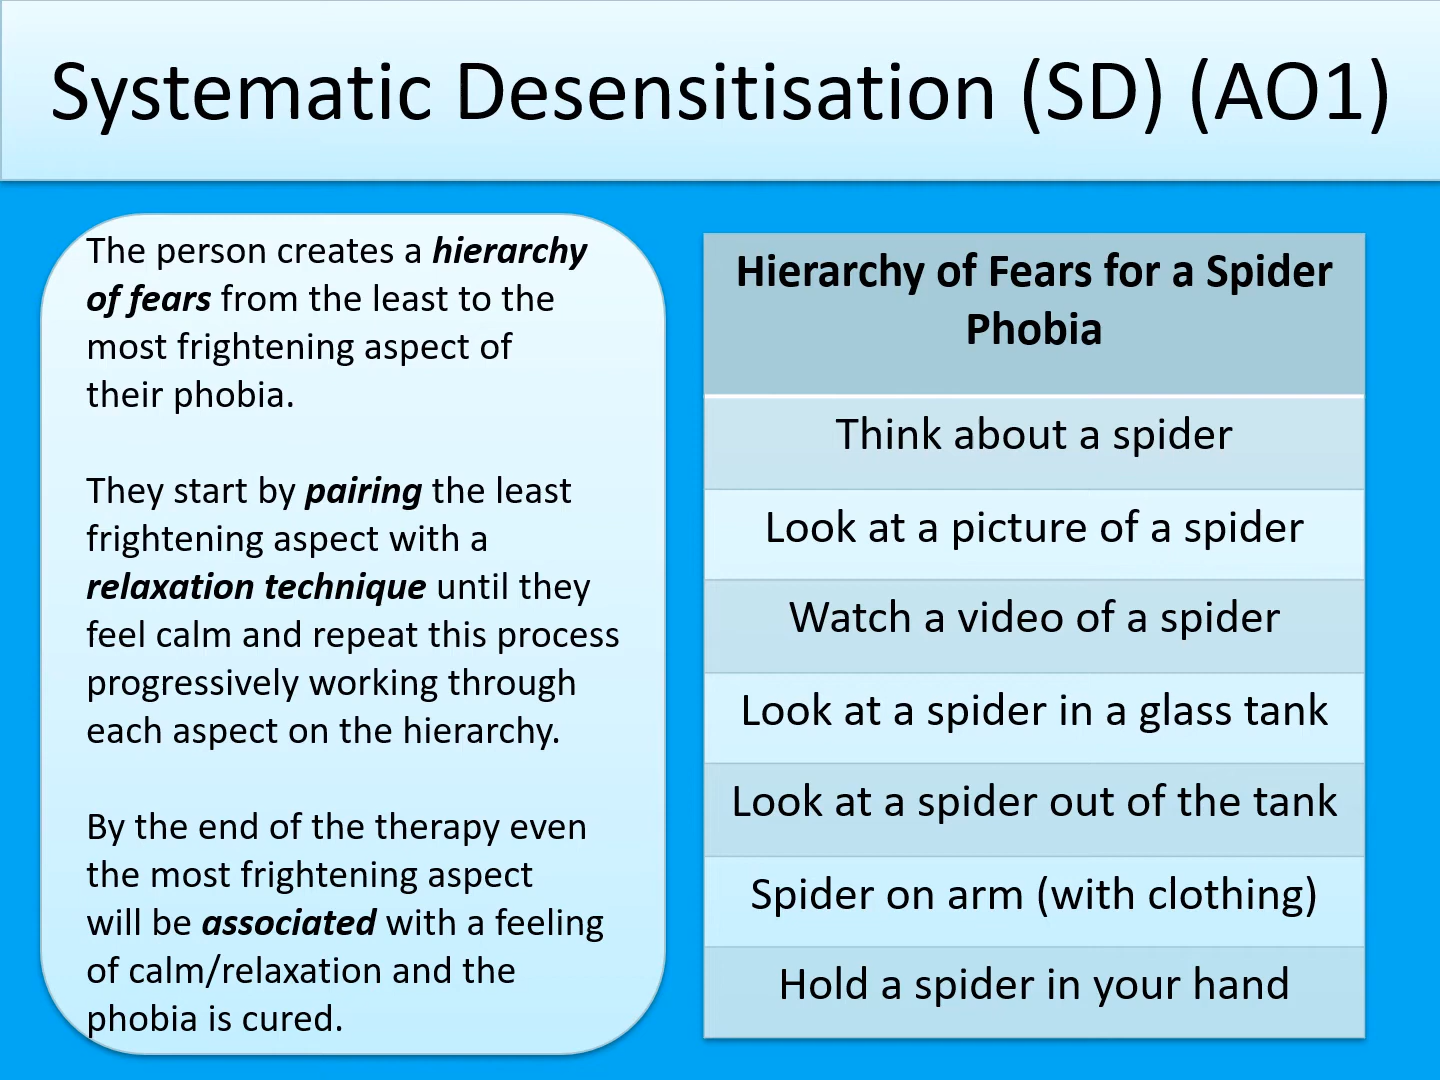 Systematic Desensitisation (SD) (AO1)
The person creates a hierarchy
of fears from the least to the
most frightening aspect of
their phobia.
They start by pairing the least
frightening aspect with a
relaxation technique until they
feel calm and repeat this process
progressively working through
each aspect on the hierarchy.
By the end of the therapy even
the most frightening aspect
will be associated with a feeling
of calm/relaxation and the
phobia is cured.
Hierarchy of Fears for a Spider
Phobia
Think about a spider
Look at a picture of a spider
Watch a video of a spider
Look at a spider in a glass tank
Look at a spider out of the tank
Spider on arm (with clothing)
Hold a spider in your hand